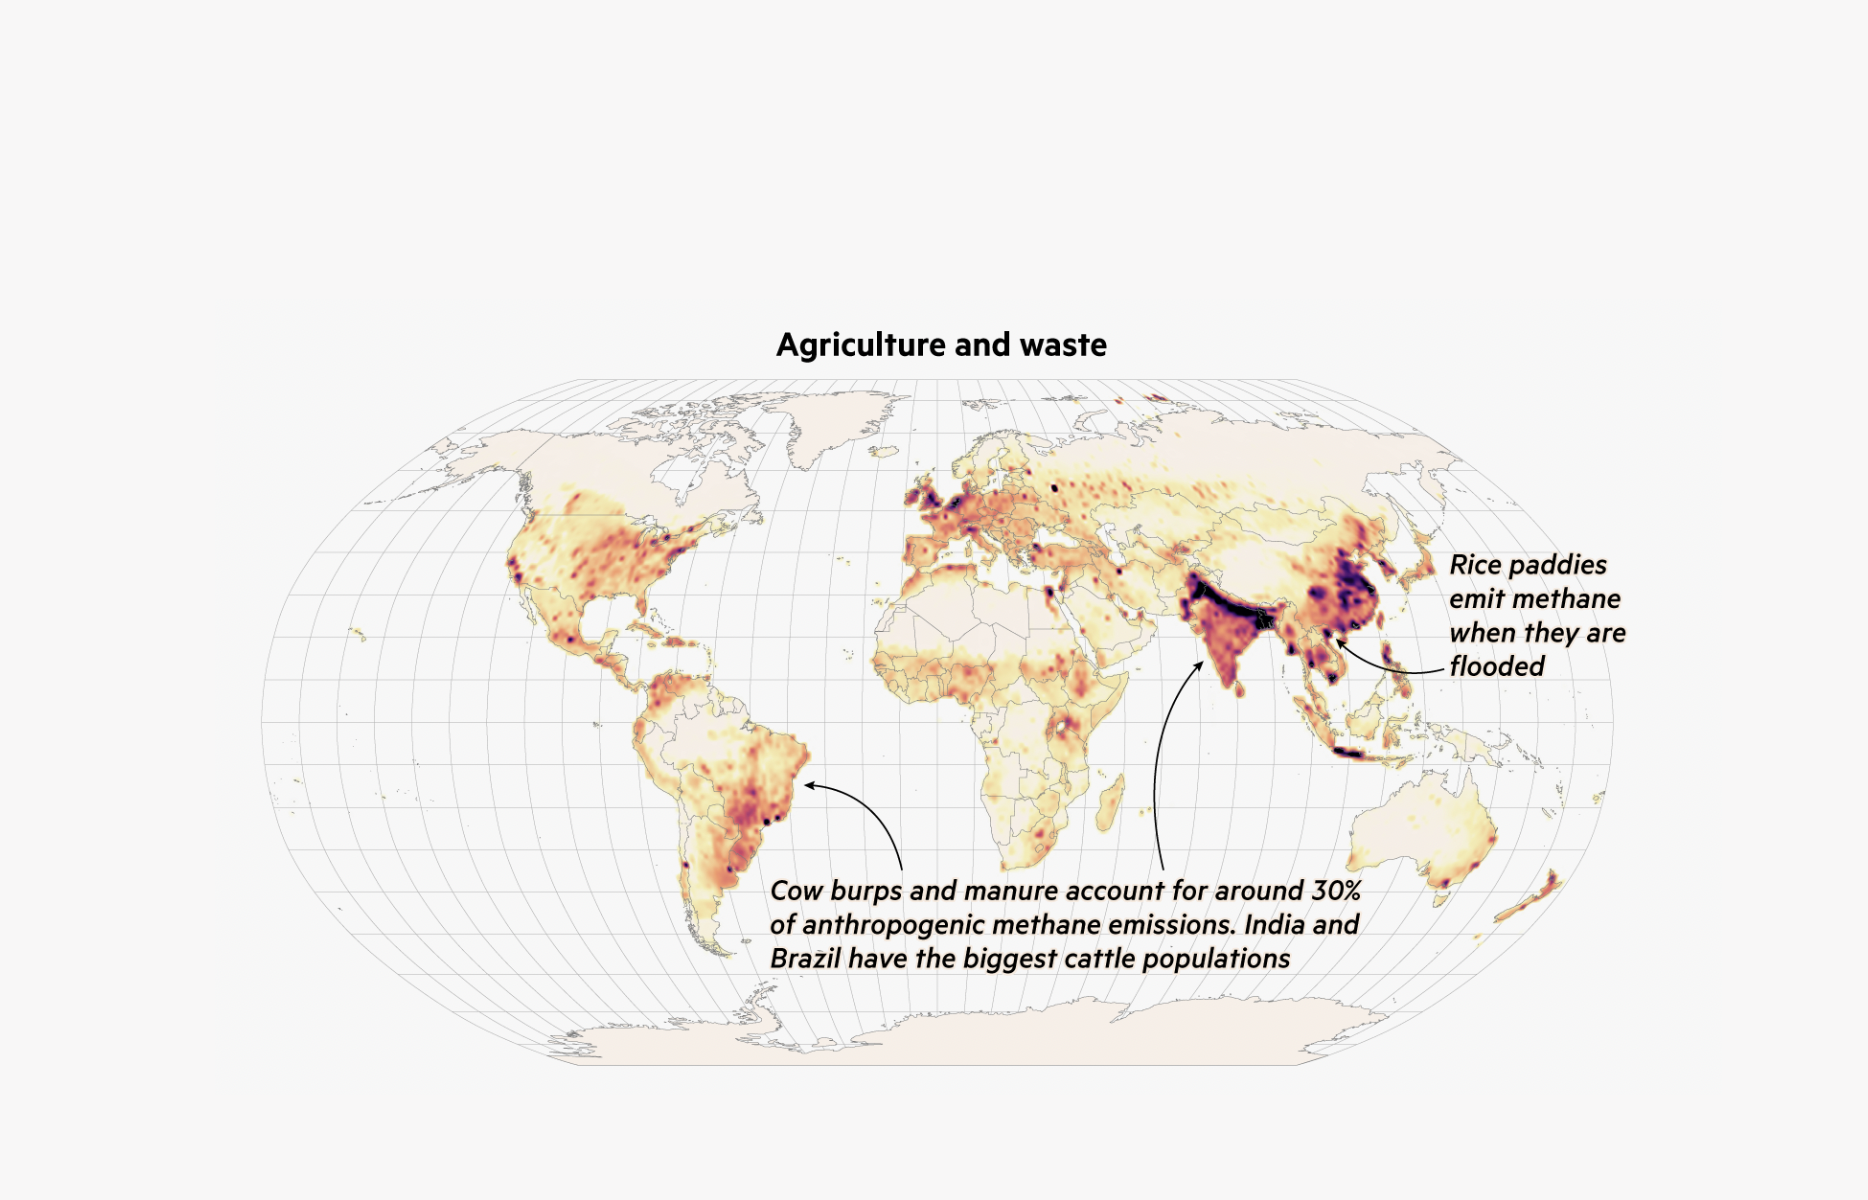 Agriculture and waste
Rice paddies
emit methane
when they are
flooded
Cow burps and manure account for around 30%
of anthropogenic methane emissions. India and
Brazil have the biggest cattle populations